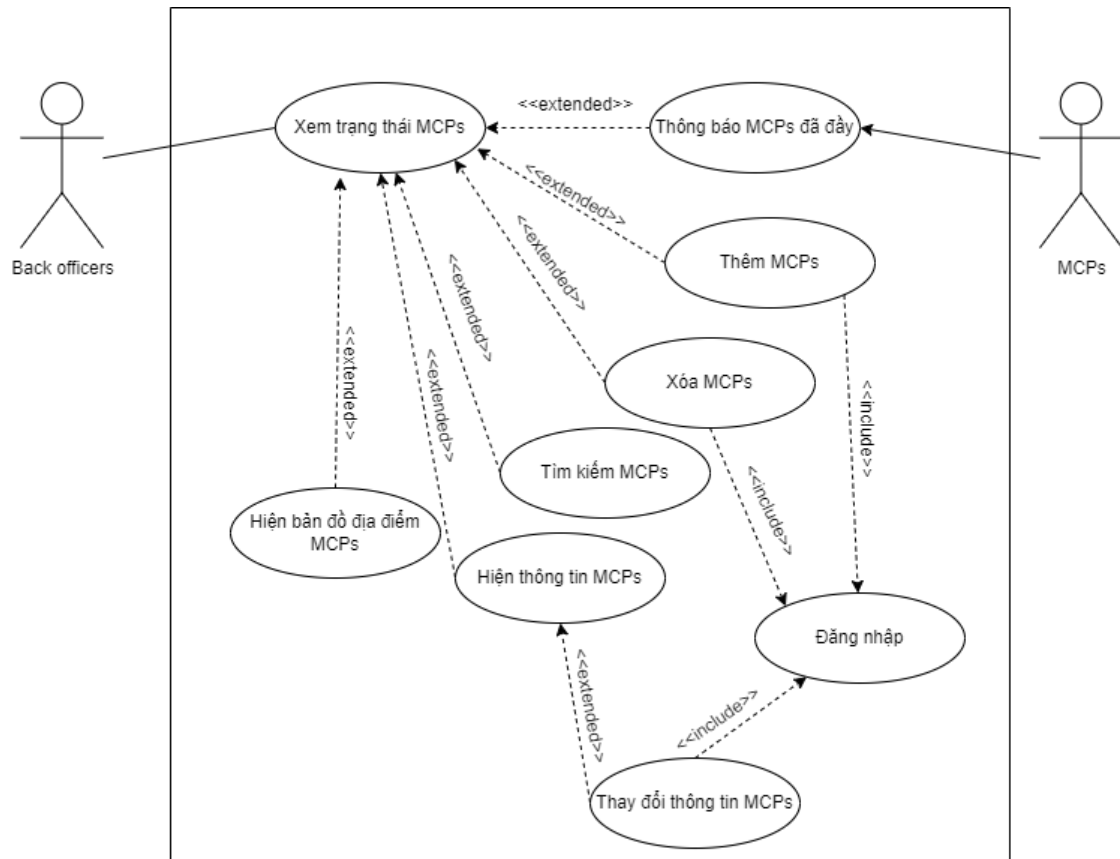 <<extended>>
Xem trạng thái MCPs
Thông báo MCPs đã đầy
<<extended>>
<<extended>>
Back officers
Thêm MCPs
MCPs
<<extended>>
<<extended>>
<<extended>>
Xóa MCPs
<<include>>
Tìm kiếm MCPs
<<include>>
Hiện bản đồ địa điểm
MCPs
Hiện thông tin MCPs
Đăng nhập
<<extended>>
<<include>>
Thay đổi thông tin MCPs